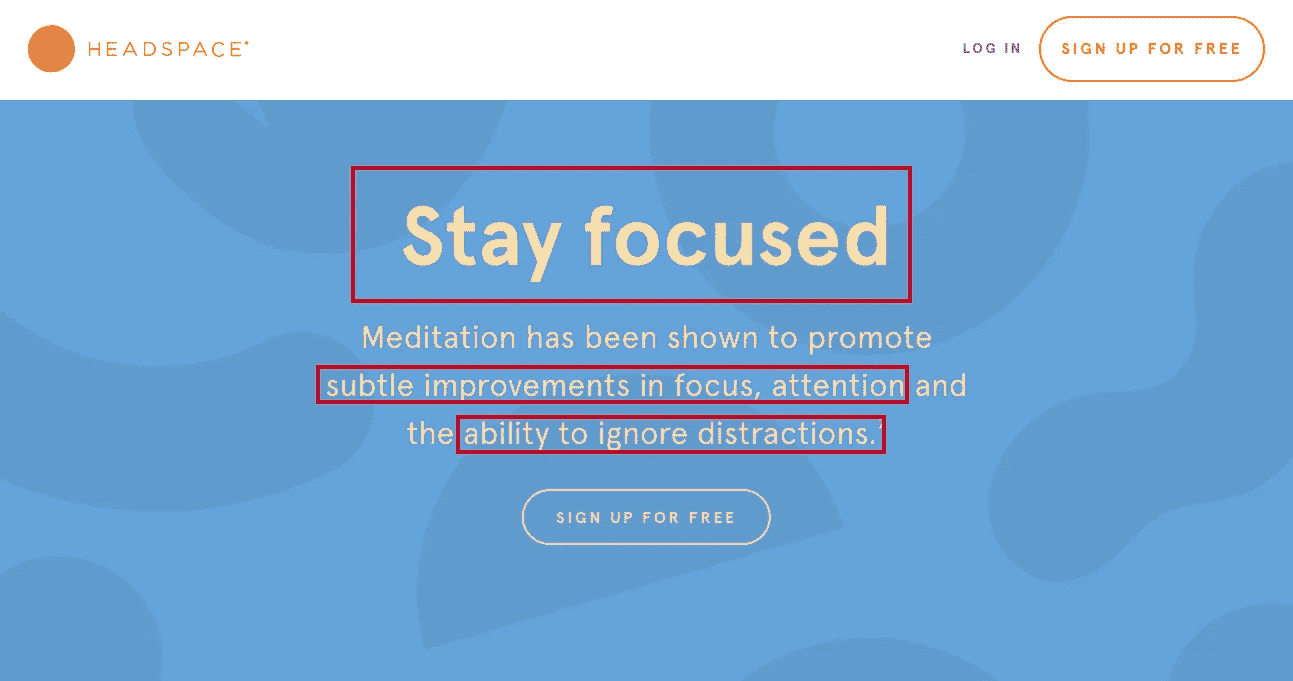 HEADSPACE
LOG IN
SIGN UP FOR FREE
Stay focused
Meditation has been shown to promote
subtle improvements in focus, attention and
the ability to ignore distractions.
SIGN UP FOR FREE